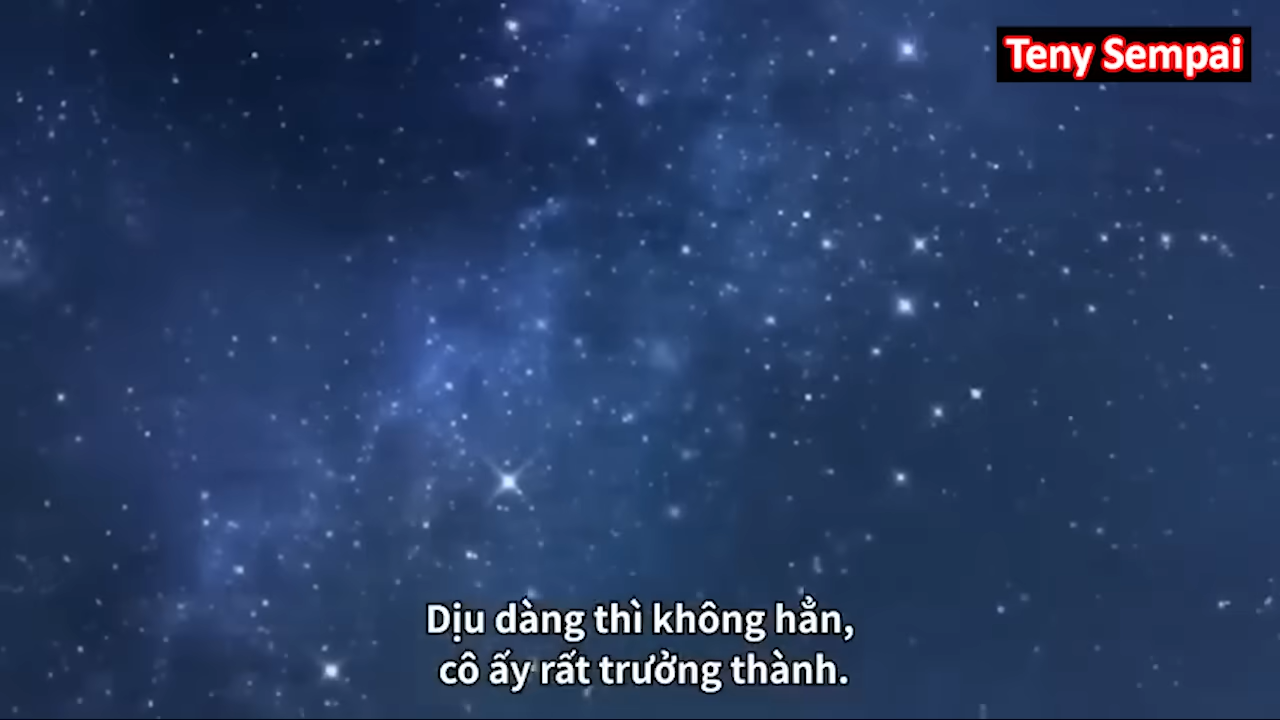 Teny Sempai
Dịu dàng thì không hẳn,
cô ấy rất trưởng thành.